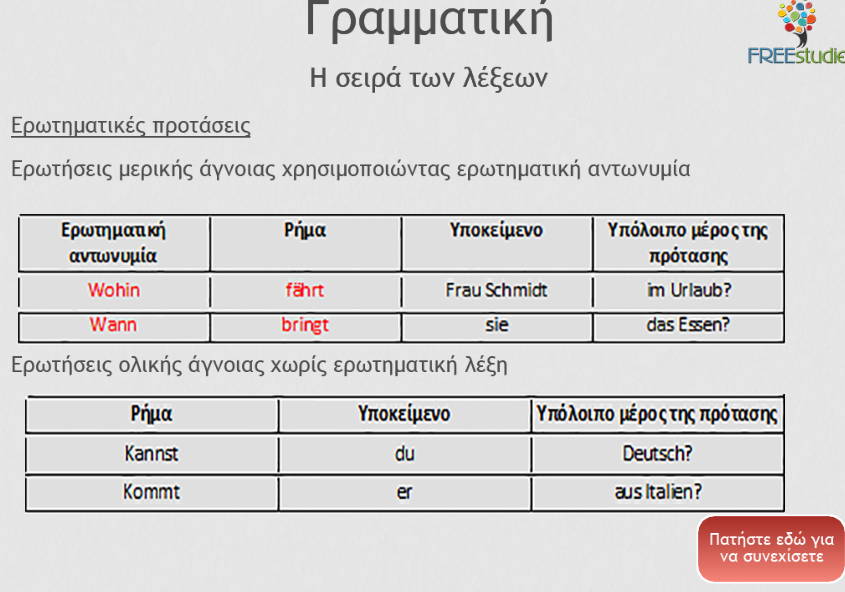 Γραμματική
FREEstudie
Η σειρά των λέξεων
Ερωτηματικές προτάσεις
Ερωτήσεις μερικής άγνοιας χρησιμοποιώντας ερωτηματική αντωνυμία
Ερωτηματική αντωνυμία Ρήμα Υποκείμενο Υπόλοιπο μέρος της πρότασης
Wohin fährt Frau Schmidt im Urlaub?
Wann bringt sie das Essen?
Ερωτήσεις ολικής άγνοιας χωρίς ερωτηματική λέξη
Ρήμα Υποκείμενο Υπόλοιπο μέρος της πρότασης
Kannst du Deutsch?
Kommt er aus Italien?
Πατήστε εδώ για
να συνεχίσετε